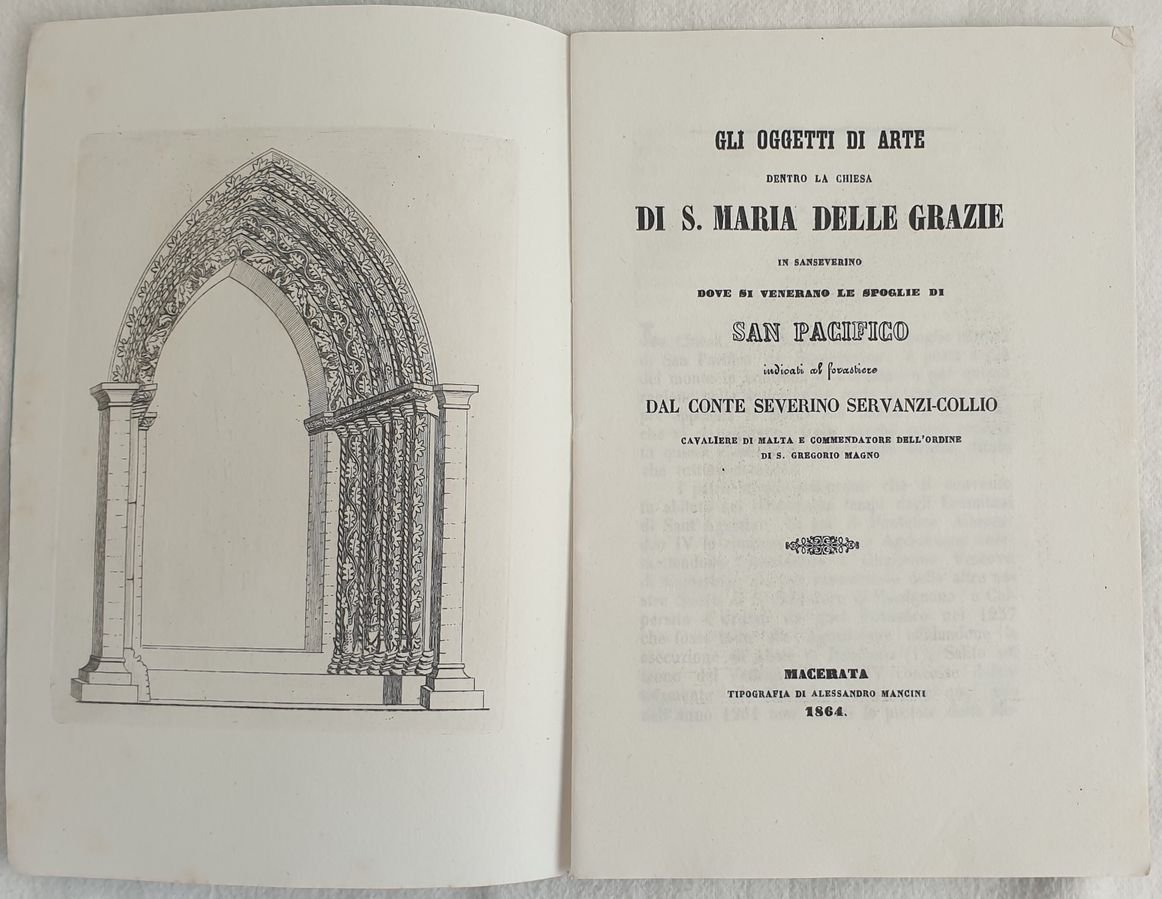 GLI OGGETTI DI ARTE
DENTRO LA CHIESA
DI S. MARIA DELLE GRAZIE
IN SANSEVERINO
DOVE SI VENERANO LE SPOGLIE DI
SAN PACIFICO
indicati al forastiere
DAL CONTE SEVERINO SERVANZI-COLLIO
CAVALIERE DI MALTA E COMMENDATORE DELL'ORDINE
DI S. GREGORIO MAGNO
MACERATA
TIPOGRAFIA DI ALESSANDRO MANCINI
1864.